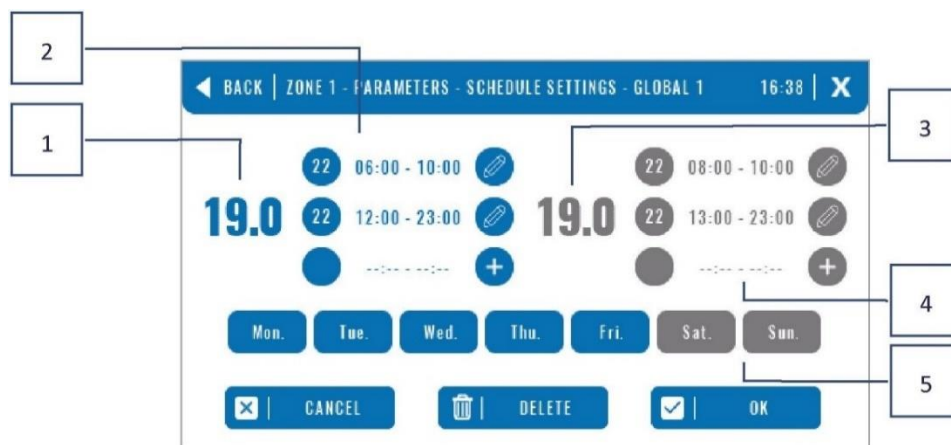 2
1
3
4
5
BACK | ZONE 1 - PARAMETERS - SCHEDULE SETTINGS - GLOBAL 1 16:38 | X
22 06:00 - 10:00 22 08:00 - 10:00
19.0 22 12:00 - 23:00 19.0 22 13:00 - 23:00
--:-- - --:-- + --:-- - --:-- +
Mon. Tue. Wed. Thu. Fri. Sat. Sun.
CANCEL DELETE OK